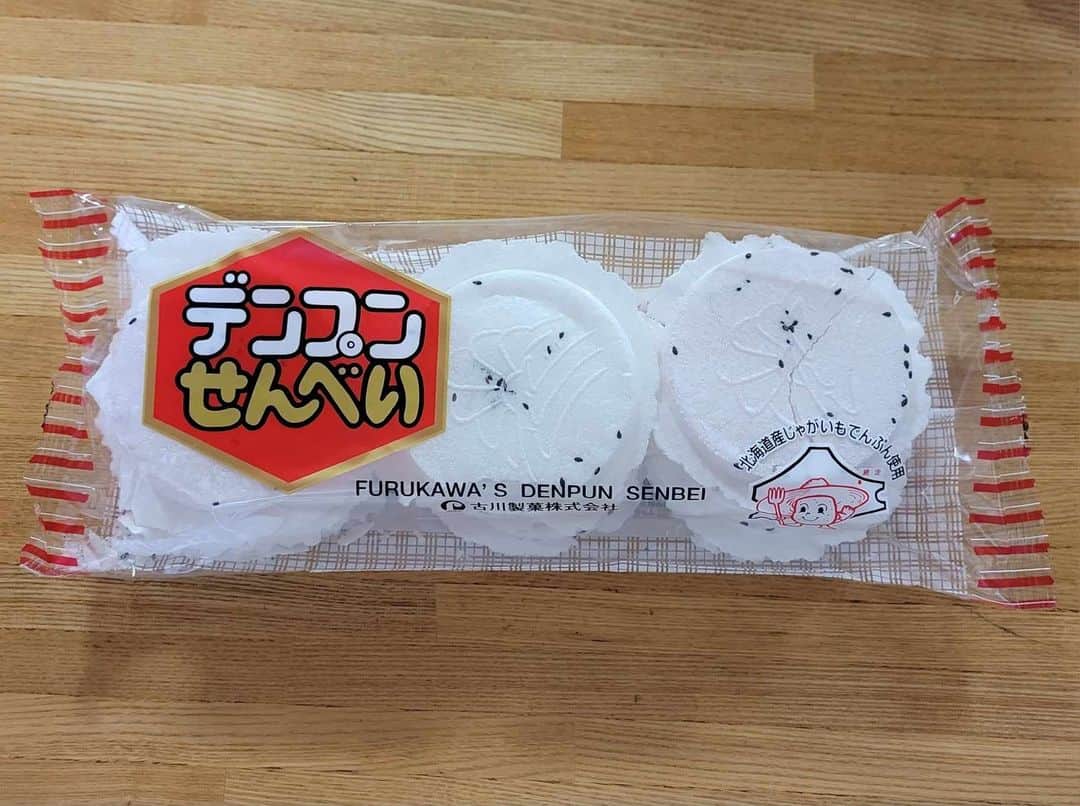 デンプン
せんべい
FURUKAWA'S DENPUN SENBEI
古川製菓株式会社
北海道産じゃがいもでんぷん使用